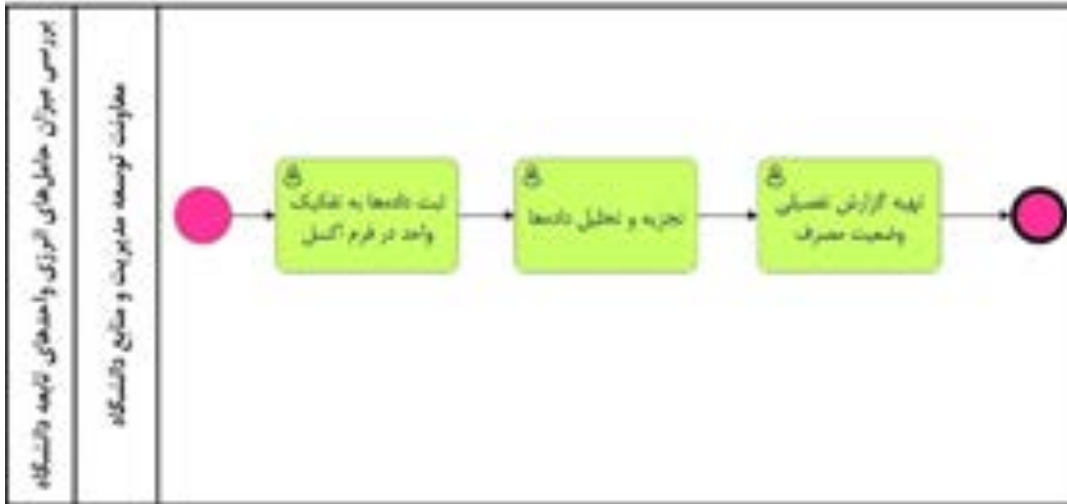 بررسی میزان حامل‌های انرژی واحدهای تابعه دانشگاه
معاونت توسعه مدیریت و منابع دانشگاه
ثبت داده‌ها به تفکیک
واحد در فرم اکسل
تجزیه و تحلیل داده‌ها
تهیه گزارش تفصیلی
وضعیت مصرف